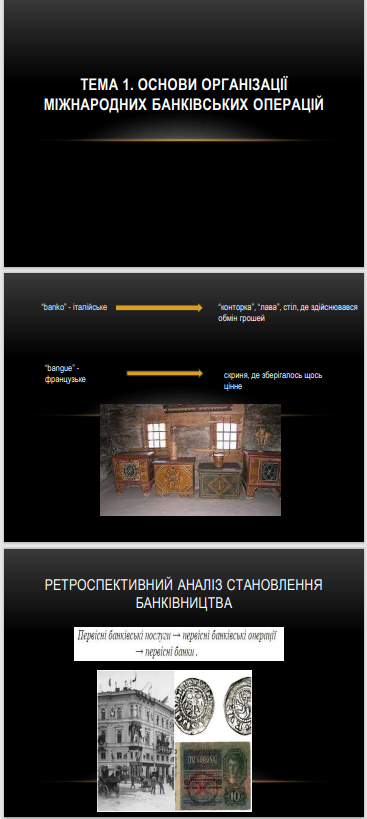 ТЕМА 1. ОСНОВИ ОРГАНІЗАЦІЇ
МІЖНАРОДНИХ БАНКІВСЬКИХ ОПЕРАЦІЙ
"banko" - італійське
"конторка", "лава", стіл, де здійснювався
обмін грошей
"bangue" -
французьке
скриня, де зберігалось щось
цінне
РЕТРОСПЕКТИВНИЙ АНАЛІЗ СТАНОВЛЕННЯ
БАНКІВНИЦТВА
Первісні банківські послуги → первісні банківські операції
→ первісні банки .
10